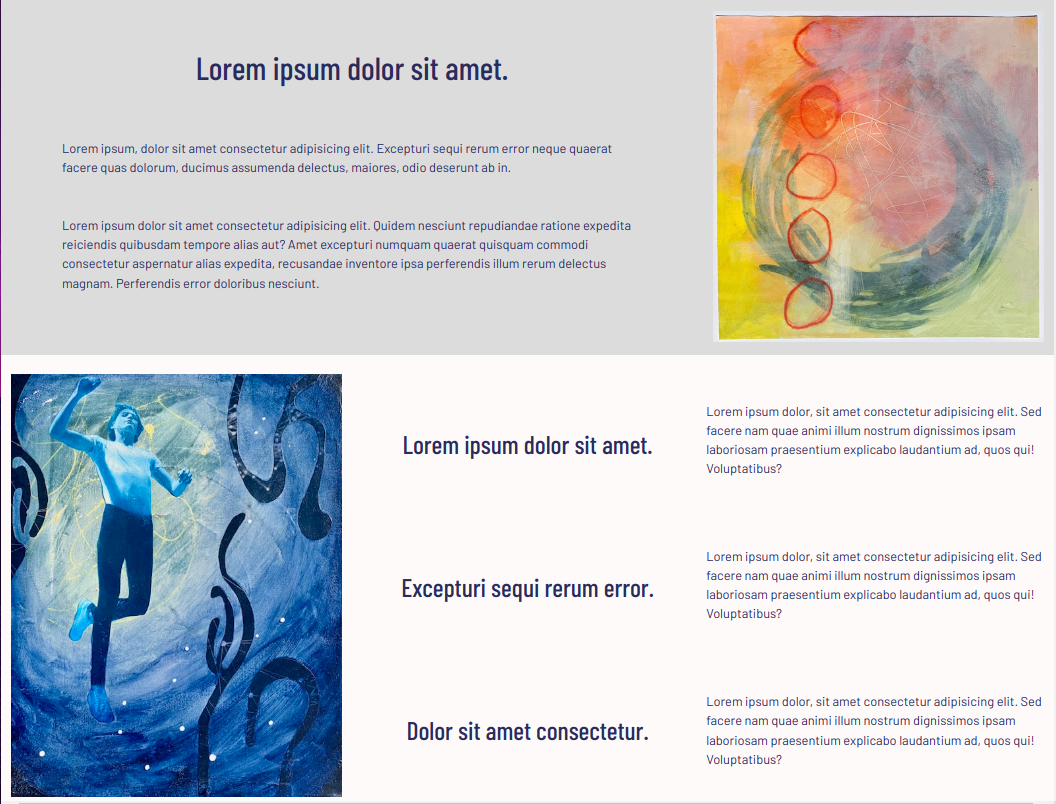 Lorem ipsum dolor sit amet.
Lorem ipsum, dolor sit amet consectetur adipisicing elit. Excepturi sequi rerum error neque quaerat
facere quas dolorum, ducimus assumenda delectus, maiores, odio deserunt ab in.
Lorem ipsum dolor sit amet consectetur adipisicing elit. Quidem nesciunt repudiandae ratione expedita
reiciendis quibusdam tempore alias aut? Amet excepturi numquam quaerat quisquam commodi
consectetur aspernatur alias expedita, recusandae inventore ipsa perferendis illum rerum delectus
magnam. Perferendis error doloribus nesciunt.
Lorem ipsum dolor sit amet.
Lorem ipsum dolor, sit amet consectetur adipisicing elit. Sed
facere nam quae animi illum nostrum dignissimos ipsam
laboriosam praesentium explicabo laudantium ad, quos qui!
Voluptatibus?
Excepturi sequi rerum error.
Lorem ipsum dolor, sit amet consectetur adipisicing elit. Sed
facere nam quae animi illum nostrum dignissimos ipsam
laboriosam praesentium explicabo laudantium ad, quos qui!
Voluptatibus?
Dolor sit amet consectetur.
Lorem ipsum dolor, sit amet consectetur adipisicing elit. Sed
facere nam quae animi illum nostrum dignissimos ipsam
laboriosam praesentium explicabo laudantium ad, quos qui!
Voluptatibus?